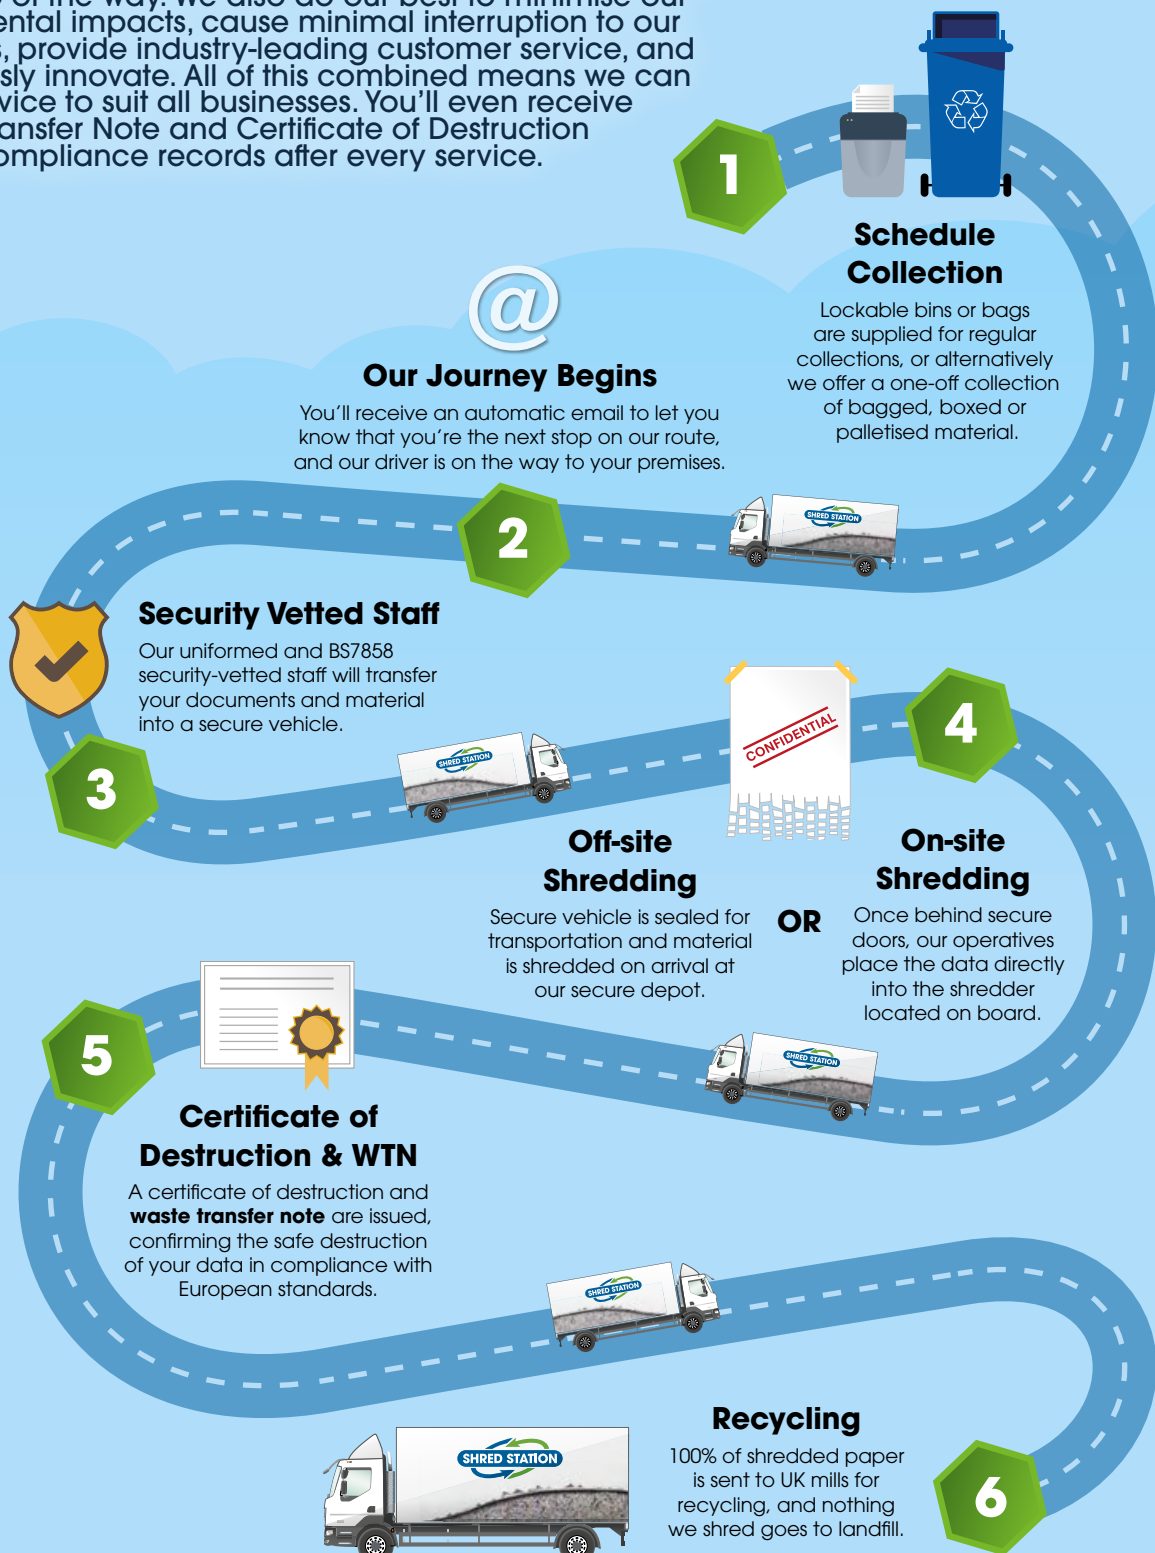 of the way. We also do our best to minimise our
impacts, cause minimal interruption to our
provide industry-leading customer service, and
innovate. All of this combined means we can
to suit all businesses. You'll even receive
Note and Certificate of Destruction
records after every service.
1
Schedule
Collection
Lockable bins or bags
are supplied for regular
collections, or alternatively
we offer a one-off collection
of bagged, boxed or
palletised material.
@
Our Journey Begins
You'll receive an automatic email to let you
know that you're the next stop on our route,
and our driver is on the way to your premises.
2
SHRED STATION
Security Vetted Staff
Our uniformed and BS7858
security-vetted staff will transfer
your documents and material
into a secure vehicle.
3
SHRED STATION
CONFIDENTIAL
4
Off-site
Shredding
Secure vehicle is sealed for
transportation and material
is shredded on arrival at
our secure depot.
OR
On-site
Shredding
Once behind secure
doors, our operatives
place the data directly
into the shredder
located on board.
SHRED STATION
5
Certificate of
Destruction & WTN
A certificate of destruction and
waste transfer note are issued,
confirming the safe destruction
of your data in compliance with
European standards.
SHRED STATION
SHRED STATION
Recycling
100% of shredded paper
is sent to UK mills for
recycling, and nothing
we shred goes to landfill.
6